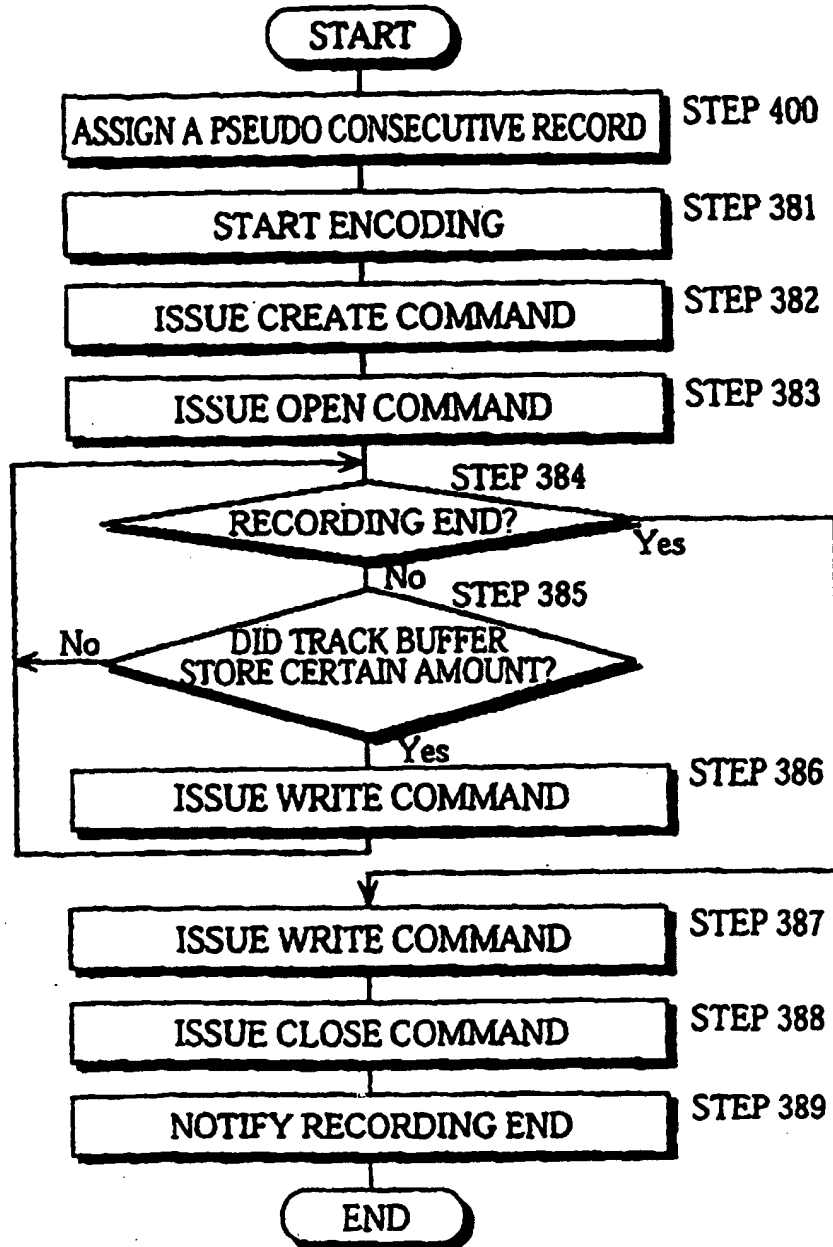 START
ASSIGN A PSEUDO CONSECUTIVE RECORD
STEP 400
START ENCODING
STEP 381
ISSUE CREATE COMMAND
STEP 382
ISSUE OPEN COMMAND
STEP 383
STEP 384
RECORDING END?
Yes
No
STEP 385
No
DID TRACK BUFFER
STORE CERTAIN AMOUNT?
Yes
ISSUE WRITE COMMAND
STEP 386
ISSUE WRITE COMMAND
STEP 387
ISSUE CLOSE COMMAND
STEP 388
NOTIFY RECORDING END
STEP 389
END